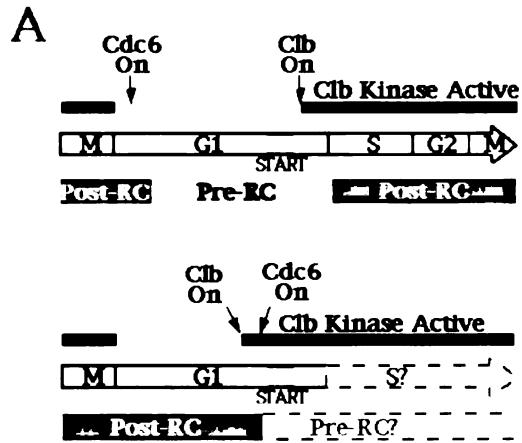 A
Cdc6
On
Clb
On
Clb Kinase Active
M G1 S G2 M
START
Post-RC Pre-RC Post-RC
Clb
On
Cdc6
On
Clb Kinase Active
M G1 S?
START
Post-RC Pre-RC?